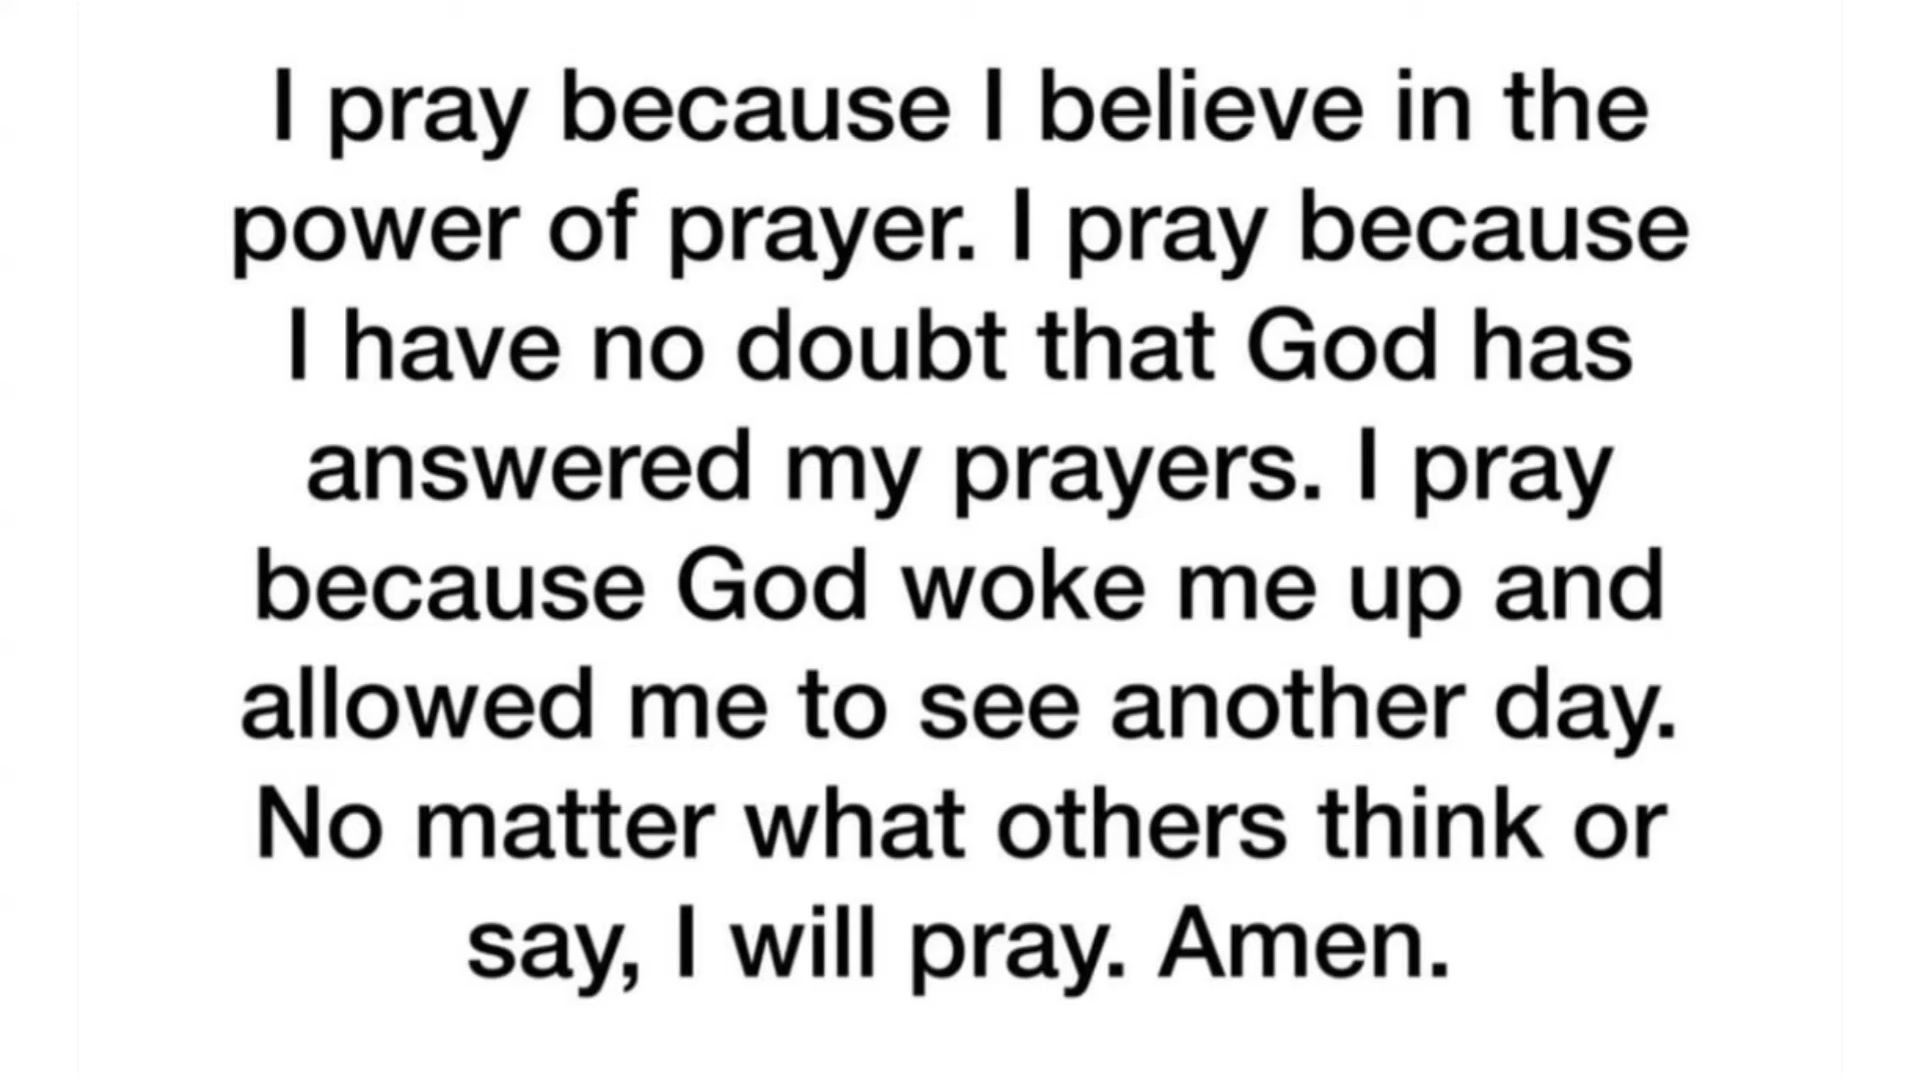 I pray because I believe in the
power of prayer. I pray because
I have no doubt that God has
answered my prayers. I pray
because God woke me up and
allowed me to see another day.
No matter what others think or
say, I will pray. Amen.